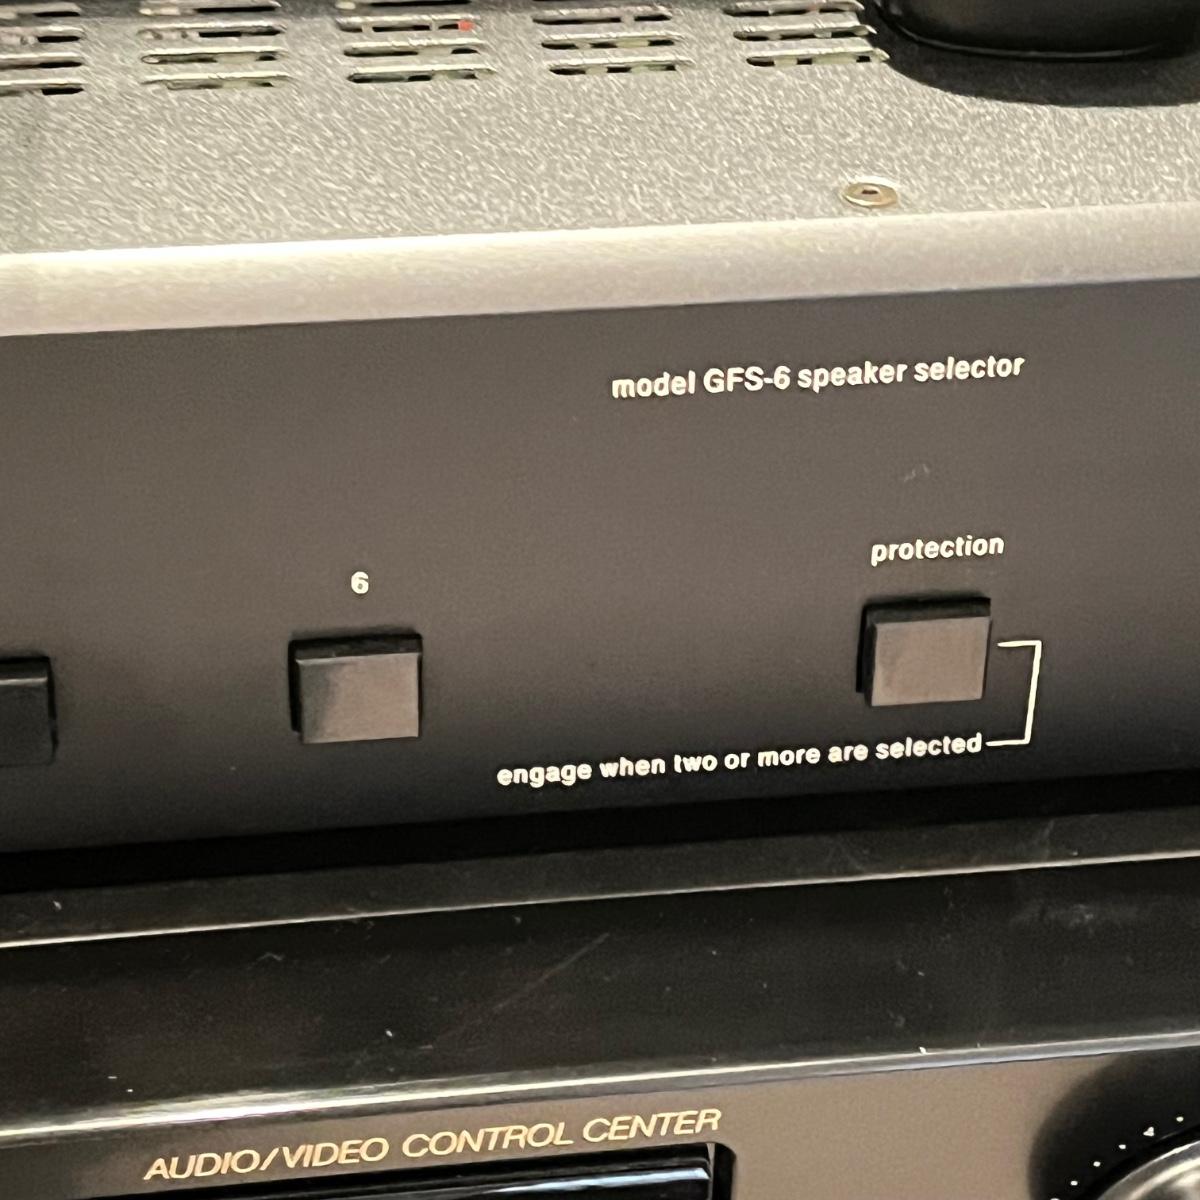 model GFS-6 speaker selector
protection
6
engage when two or more are selected
AUDIO/VIDEO CONTROL CENTER